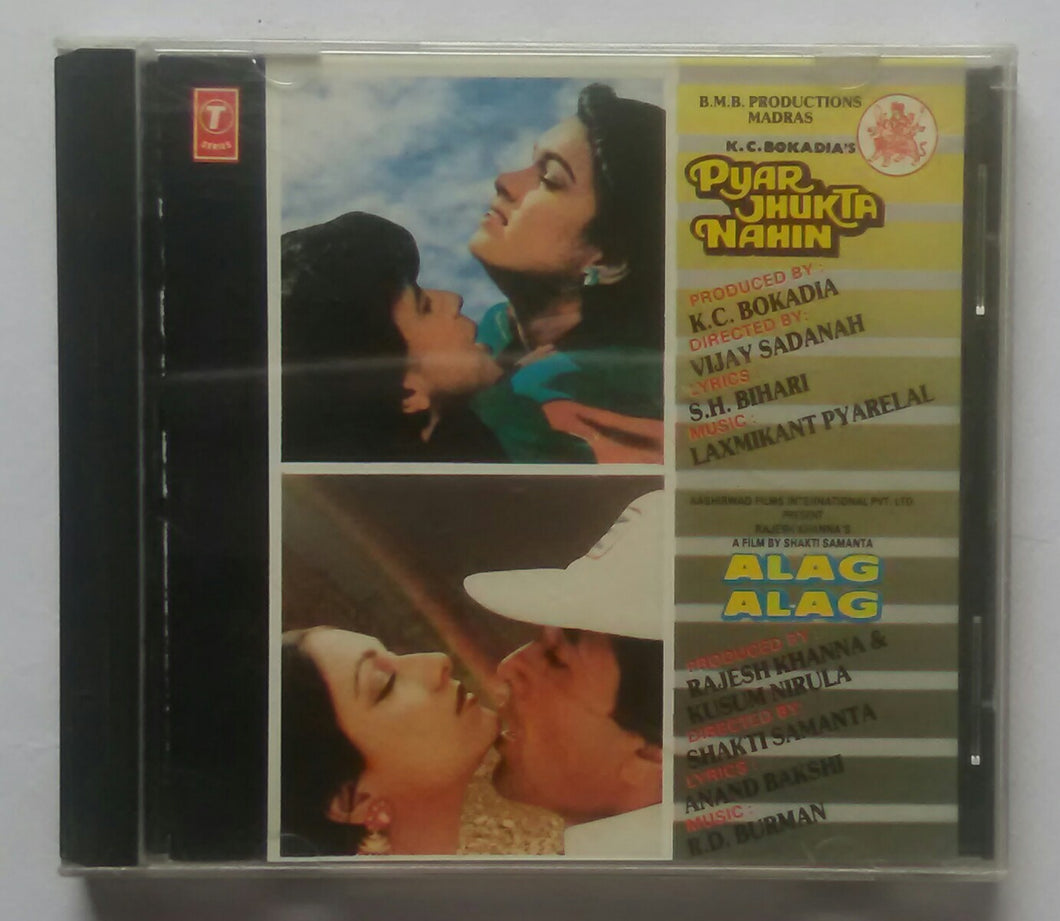 T
SERIES
B.M.B. PRODUCTIONS
MADRAS
K.C. BOKADIA'S
PYAR
JHUKTA
NAHIN
PRODUCED BY :
K.C. BOKADIA
DIRECTED BY:
VIJAY SADANAH
LYRICS :
S.H. BIHARI
MUSIC :
LAXMIKANT PYARELAL
AASHIRWAD FILMS INTERNATIONAL PVT. LTD.
PRESENT
RAJESH KHANNA'S
A FILM BY SHAKTI SAMANTA
ALAG
ALAG
PRODUCED BY :
RAJESH KHANNA &
KUSUM NIRULA
DIRECTED BY:
SHAKTI SAMANTA
LYRICS :
ANAND BAKSHI
MUSIC :
R.D. BURMAN